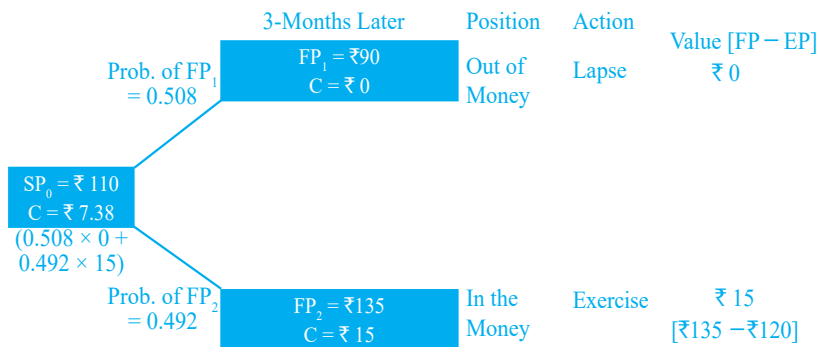 3-Months Later
Position
Action
Value [FP − EP]
Prob. of FP₁
= 0.508
FP₁ = ₹90
C = ₹ 0
Out of
Money
Lapse
₹ 0
SP₀ = ₹ 110
C = ₹ 7.38
(0.508 × 0 +
0.492 × 15)
Prob. of FP₂
= 0.492
FP₂ = ₹135
C = ₹ 15
In the
Money
Exercise
₹ 15
[₹135 −₹120]